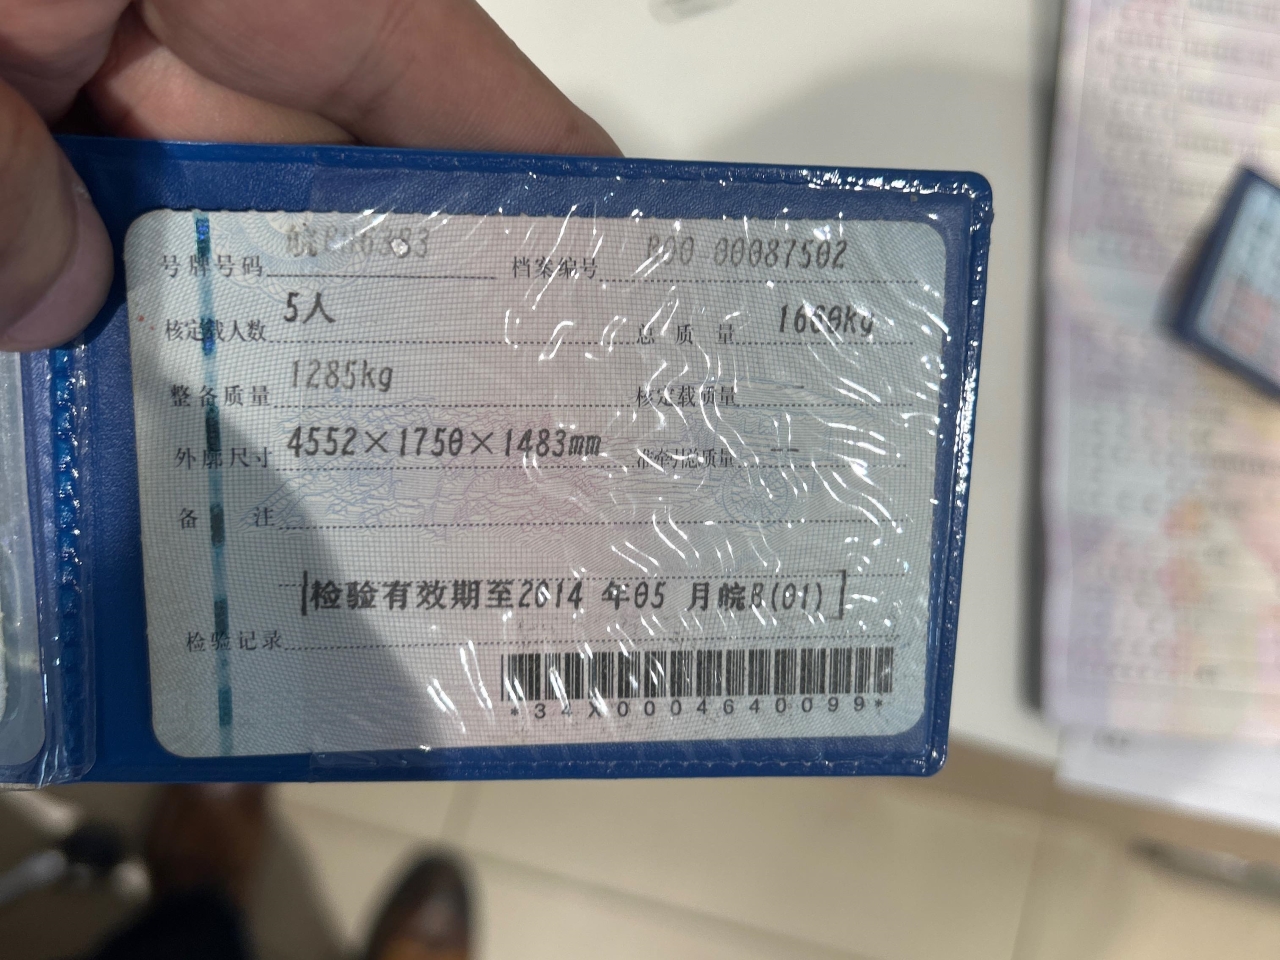 号牌号码 档案编号 00087502
核定载人数 5人 总质量 1660kg
整备质量 1285kg 核定载质量 --
外廓尺寸 4552×1750×1483mm 准牵引总质量 --
备注
检验有效期至2014 年05 月皖B(01)
检验记录
*34X0004640099*